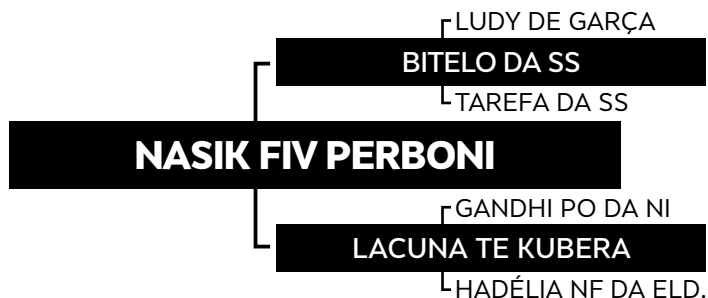 LUDY DE GARÇA
BITELO DA SS
TAREFA DA SS
NASIK FIV PERBONI
GANDHI PO DA NI
LACUNA TE KUBERA
HADÉLIA NF DA ELD.